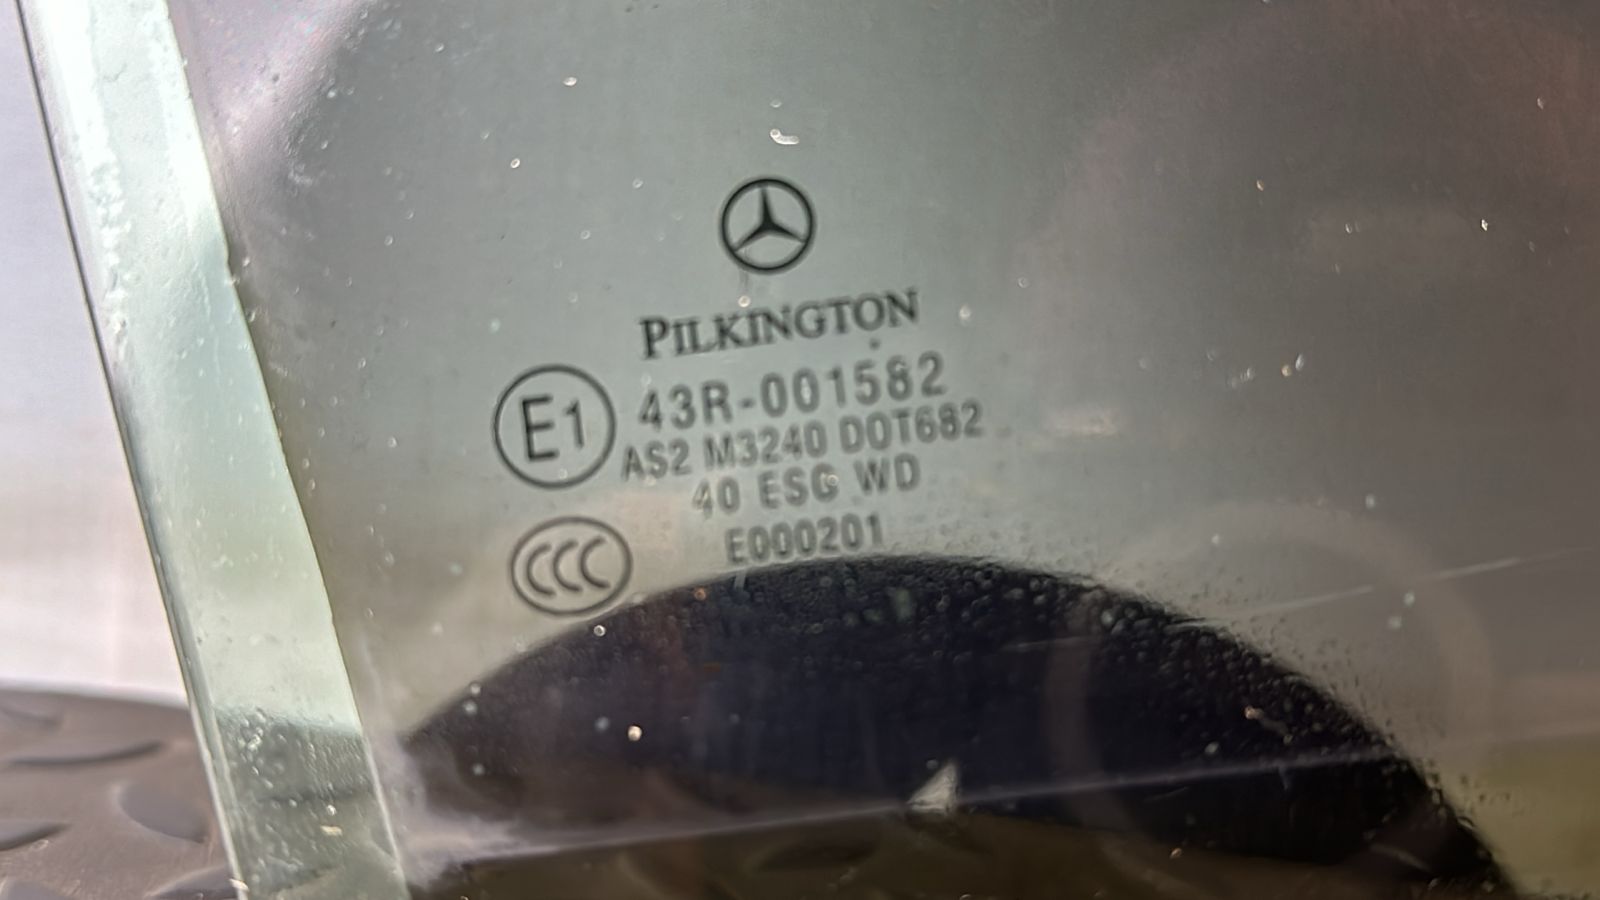 PILKINGTON
E1 43R-001582
AS2 M3240 DOT682
40 ESG WD
E000201
CCC